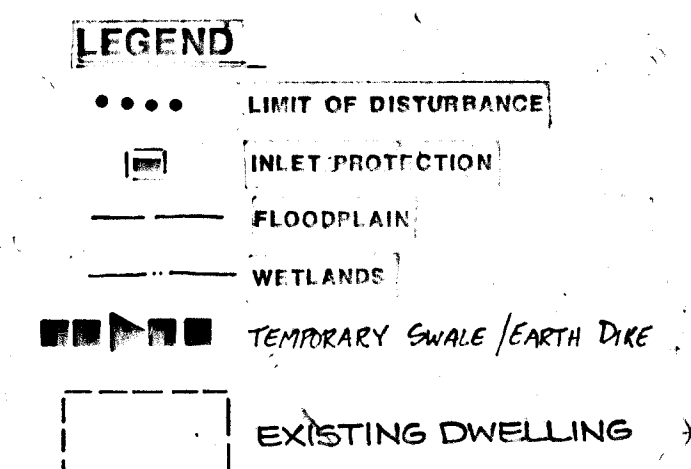 LEGEND
LIMIT OF DISTURBANCE
INLET PROTECTION
FLOODPLAIN
WETLANDS
TEMPORARY SWALE / EARTH DIKE
EXISTING DWELLING